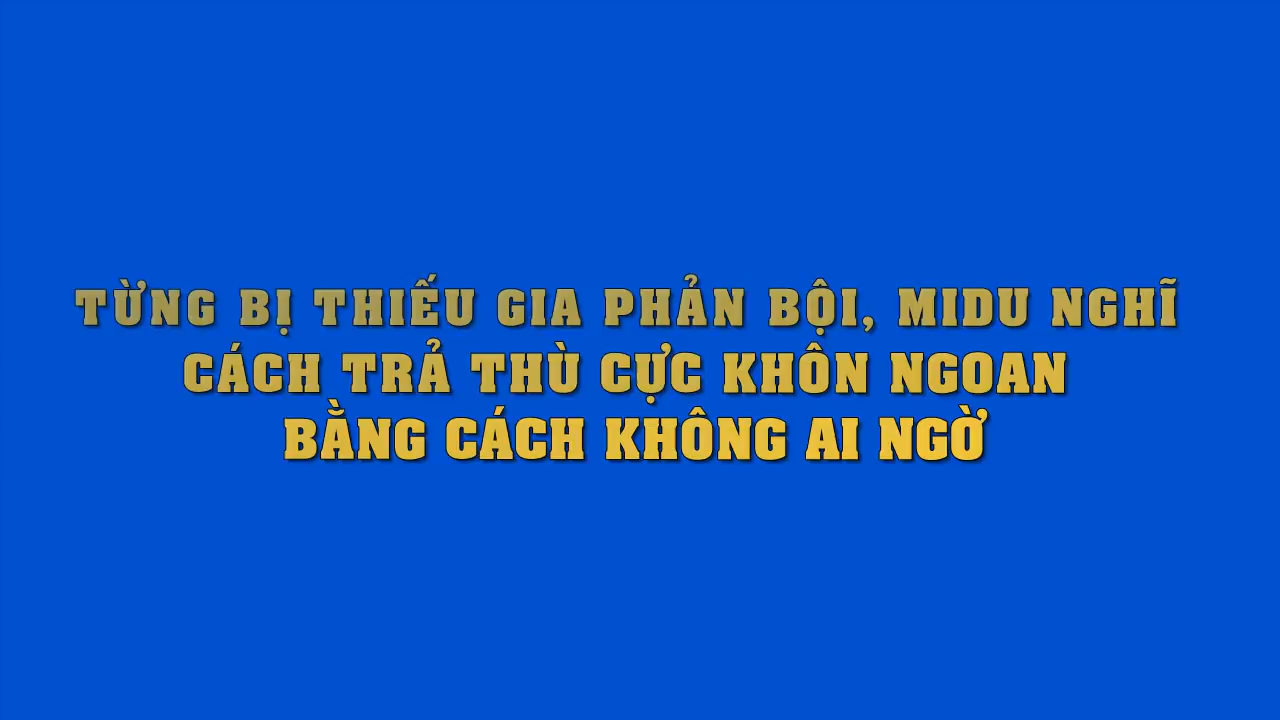 TỪNG BỊ THIẾU GIA PHẢN BỘI, MIDU NGHĨ
CÁCH TRẢ THÙ CỰC KHÔN NGOAN
BẰNG CÁCH KHÔNG AI NGỜ